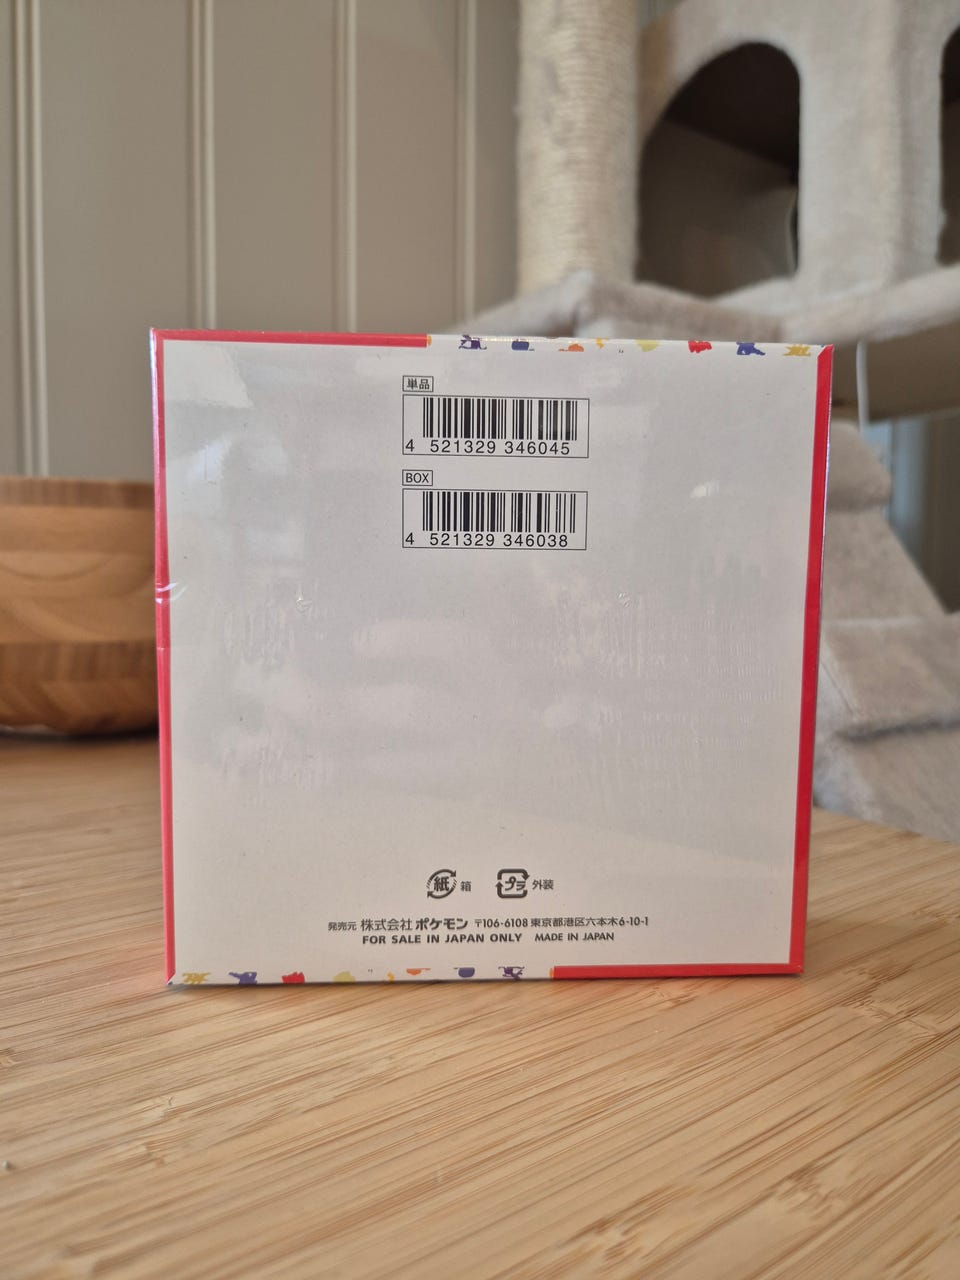 単品
4 521329 346045
BOX
4 521329 346038
紙 箱 プラ 外装
発売元 株式会社ポケモン 〒106-6108 東京都港区六本木6-10-1
FOR SALE IN JAPAN ONLY MADE IN JAPAN